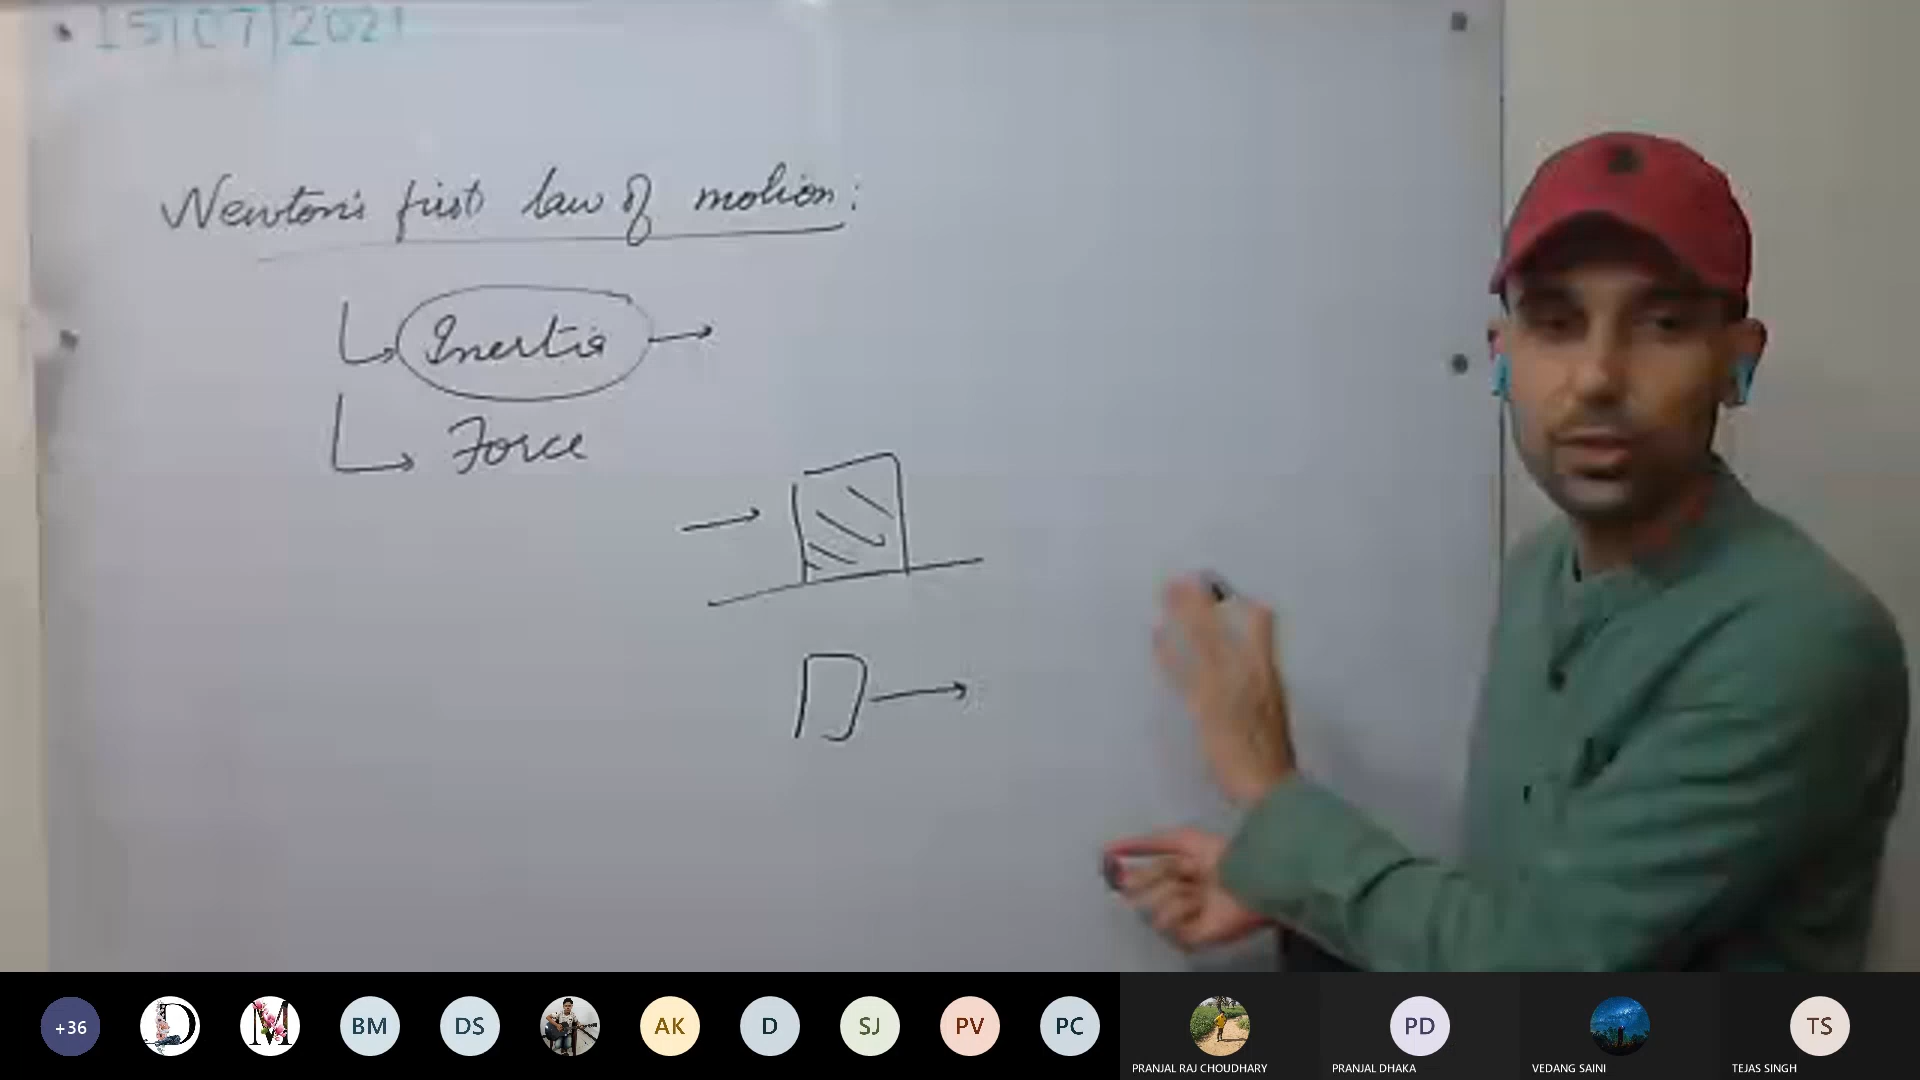 15|07|2021
Newton's first law of motion:
Inertia
Force
+36
D
M
BM
DS
AK
D
SJ
PV
PC
PD
TS
PRANJAL RAJ CHOUDHARY
PRANJAL DHAKA
VEDANG SAINI
TEJAS SINGH